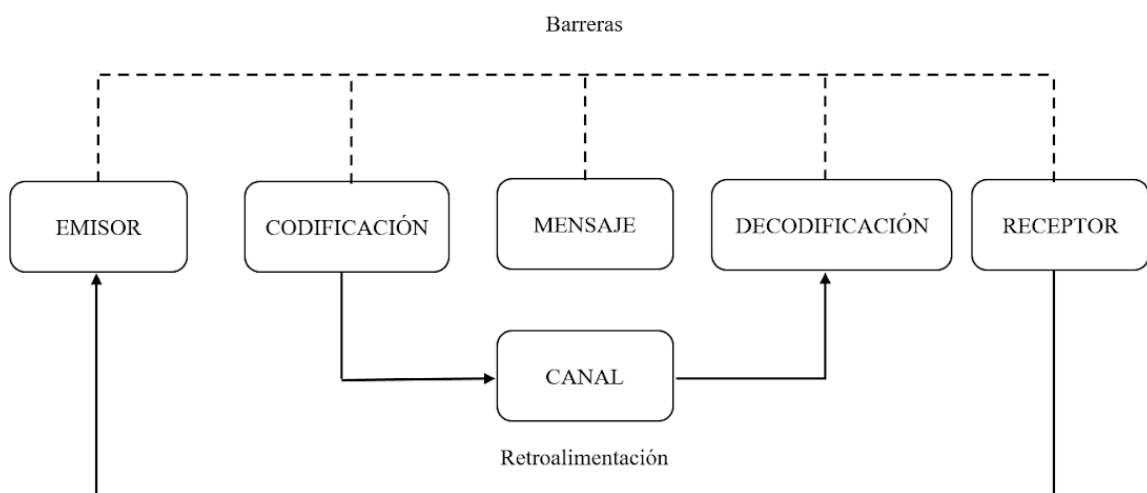 Barreras
EMISOR
CODIFICACIÓN
MENSAJE
DECODIFICACIÓN
RECEPTOR
CANAL
Retroalimentación